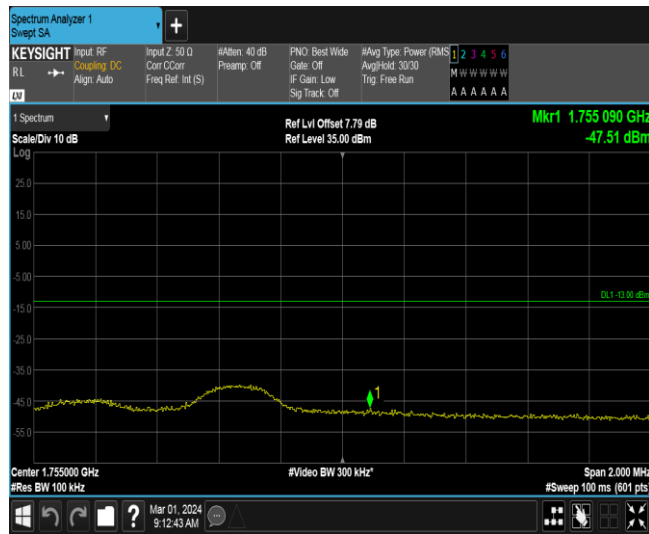 Spectrum Analyzer 1
Swept SA
KEYSIGHT
RL
LXI
Input: RF
Coupling: DC
Align: Auto
Input Z: 50 Ω
Corr CCorr
Freq Ref: Int (S)
#Atten: 40 dB
Preamp: Off
PNO: Best Wide
Gate: Off
IF Gain: Low
Sig Track: Off
#Avg Type: Power (RMS
Avg|Hold: 30/30
Trig: Free Run
1 2 3 4 5 6
M W W W W W
A A A A A A
1 Spectrum
Scale/Div 10 dB
Log
Ref Lvl Offset 7.79 dB
Ref Level 35.00 dBm
Mkr1 1.755 090 GHz
-47.51 dBm
25.0
15.0
5.00
-5.00
DL1 -13.00 dBm
-15.0
-25.0
-35.0
1
-45.0
-55.0
Center 1.755000 GHz
#Res BW 100 kHz
#Video BW 300 kHz*
Span 2.000 MHz
#Sweep 100 ms (601 pts
?
Mar 01, 2024
9:12:43 AM